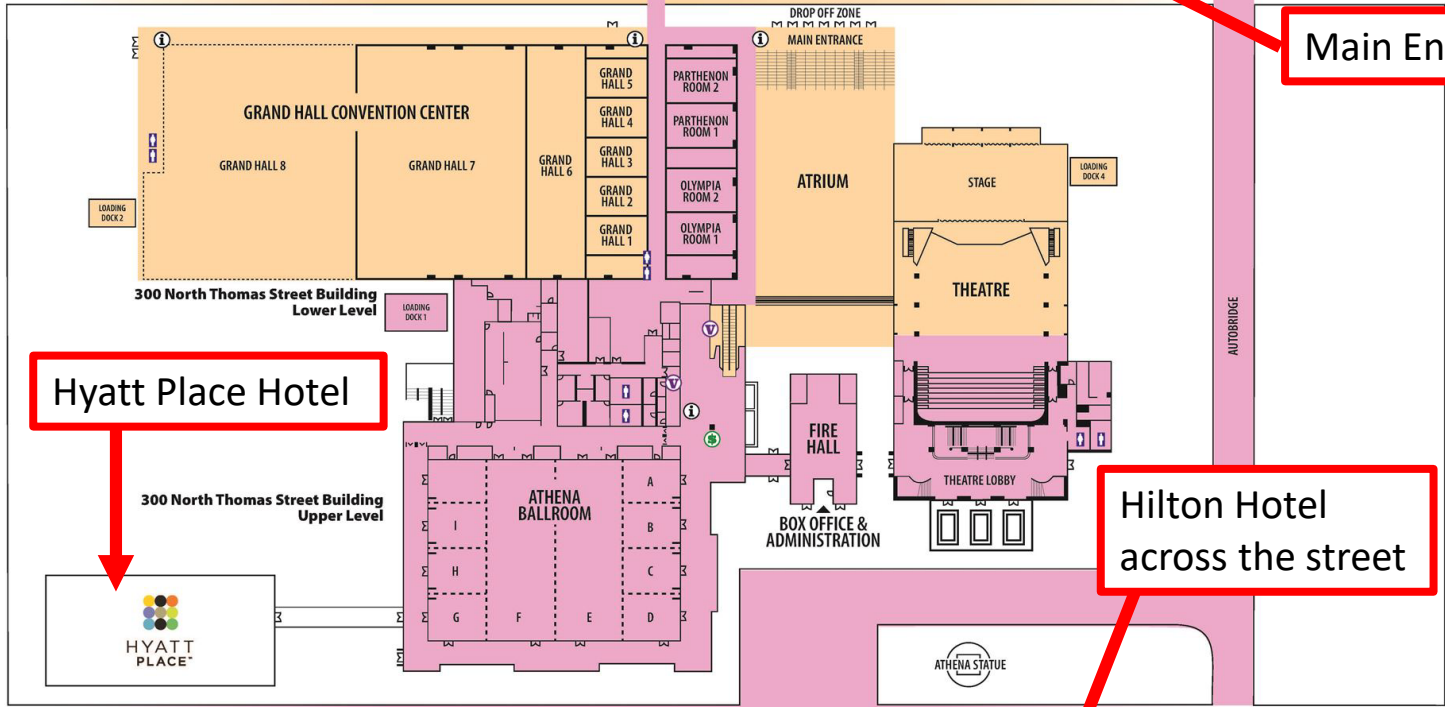 DROP OFF ZONE
MAIN ENTRANCE
Main En
GRAND HALL CONVENTION CENTER
GRAND HALL 8
GRAND HALL 7
GRAND
HALL 6
GRAND
HALL 5
GRAND
HALL 4
GRAND
HALL 3
GRAND
HALL 2
GRAND
HALL 1
PARTHENON
ROOM 2
PARTHENON
ROOM 1
OLYMPIA
ROOM 2
OLYMPIA
ROOM 1
ATRIUM
STAGE
LOADING
DOCK 4
LOADING
DOCK 2
THEATRE
300 North Thomas Street Building
Lower Level
LOADING
DOCK 1
AUTOBRIDGE
Hyatt Place Hotel
i
i
i
V
V
i
$
FIRE
HALL
THEATRE LOBBY
BOX OFFICE &
ADMINISTRATION
300 North Thomas Street Building
Upper Level
ATHENA
BALLROOM
A
B
C
D
E
F
G
H
I
Hilton Hotel
across the street
HYATT
PLACE™
ATHENA STATUE